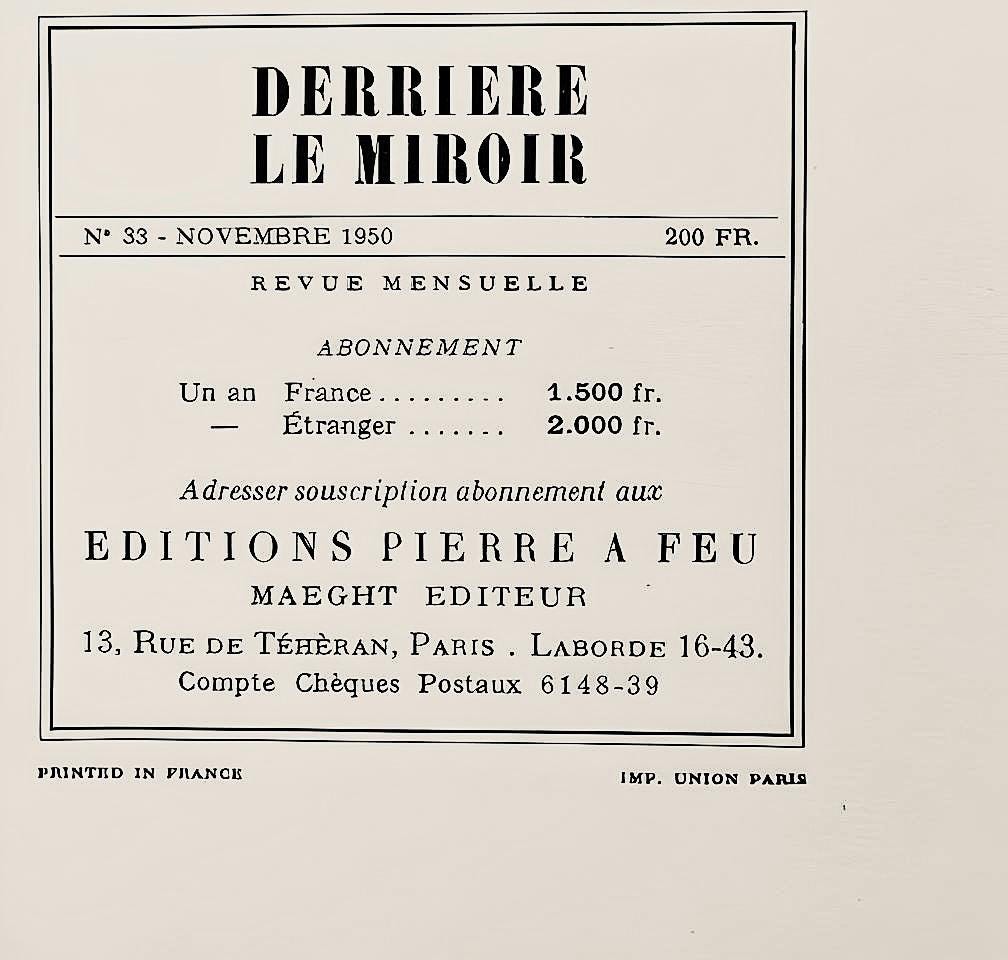 DERRIERE
LE MIROIR
N° 33 - NOVEMBRE 1950 200 FR.
REVUE MENSUELLE
ABONNEMENT
Un an France ......... 1.500 fr.
— Étranger ....... 2.000 fr.
Adresser souscription abonnement aux
EDITIONS PIERRE A FEU
MAEGHT EDITEUR
13, RUE DE TÉHÈRAN, PARIS . LABORDE 16-43.
Compte Chèques Postaux 6148-39
PRINTED IN FRANCE IMP. UNION PARIS